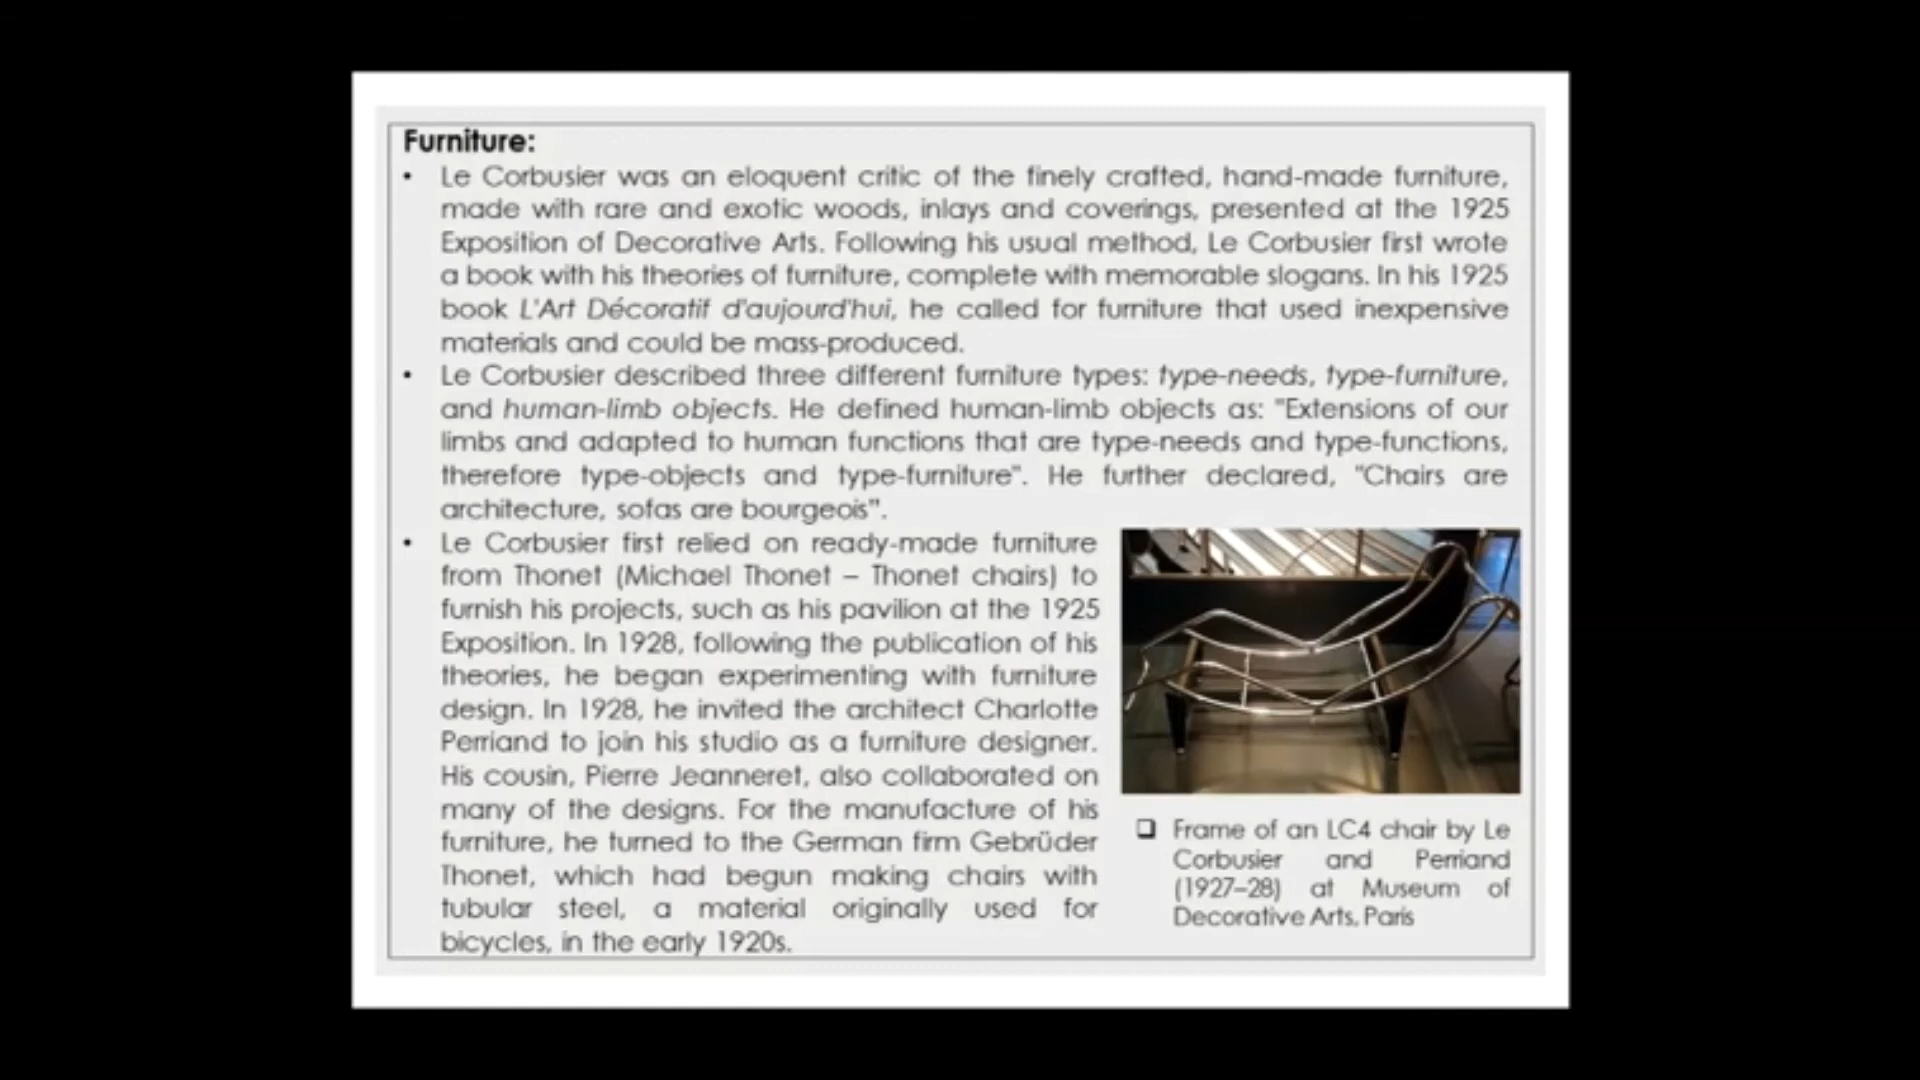 Furniture:
• Le Corbusier was an eloquent critic of the finely crafted, hand-made furniture,
made with rare and exotic woods, inlays and coverings, presented at the 1925
Exposition of Decorative Arts. Following his usual method, Le Corbusier first wrote
a book with his theories of furniture, complete with memorable slogans. In his 1925
book L'Art Décoratif d'aujourd'hui, he called for furniture that used inexpensive
materials and could be mass-produced.
• Le Corbusier described three different furniture types: type-needs, type-furniture,
and human-limb objects. He defined human-limb objects as: "Extensions of our
limbs and adapted to human functions that are type-needs and type-functions,
therefore type-objects and type-furniture". He further declared, "Chairs are
architecture, sofas are bourgeois".
• Le Corbusier first relied on ready-made furniture
from Thonet (Michael Thonet – Thonet chairs) to
furnish his projects, such as his pavilion at the 1925
Exposition. In 1928, following the publication of his
theories, he began experimenting with furniture
design. In 1928, he invited the architect Charlotte
Perriand to join his studio as a furniture designer.
His cousin, Pierre Jeanneret, also collaborated on
many of the designs. For the manufacture of his
furniture, he turned to the German firm Gebrüder
Thonet, which had begun making chairs with
tubular steel, a material originally used for
bicycles, in the early 1920s.
❑ Frame of an LC4 chair by Le
Corbusier and Perriand
(1927–28) at Museum of
Decorative Arts, Paris